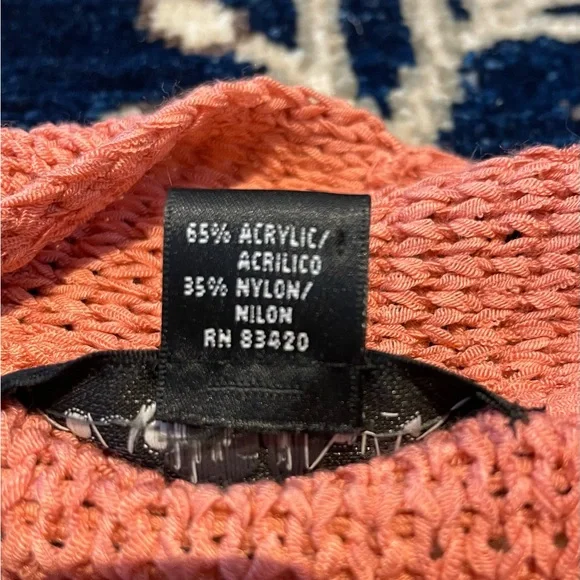 65% ACRYLIC/
ACRILICO
35% NYLON/
NILON
RN 83420